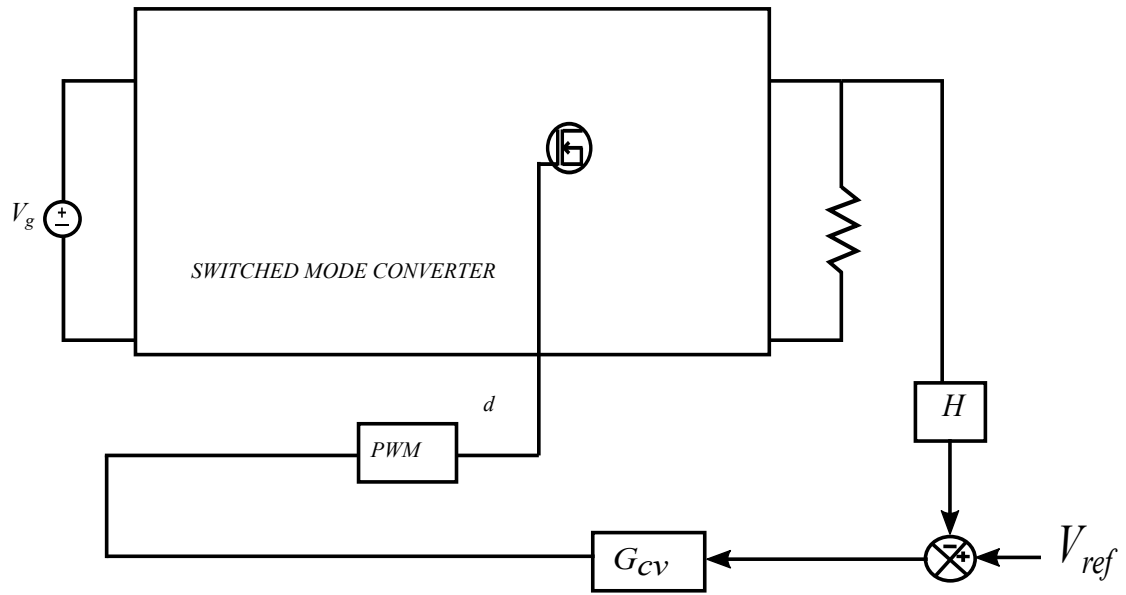 V_g
+
−
SWITCHED MODE CONVERTER
d
PWM
H
G_cv
−
+
V_ref